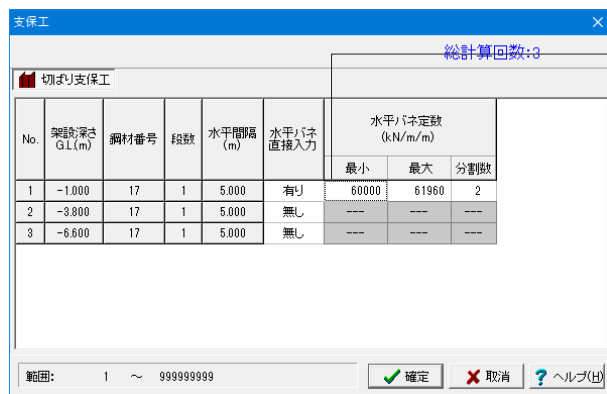 支保工
総計算回数:3
切ばり支保工
No. 架設深さ G.L(m) 鋼材番号 段数 水平間隔 (m) 水平バネ 直接入力 水平バネ定数 (kN/m/m)
最小 最大 分割数
1 -1.000 17 1 5.000 有り 60000 61960 2
2 -3.800 17 1 5.000 無し --- --- ---
3 -6.600 17 1 5.000 無し --- --- ---
範囲: 1 ～ 999999999 確定 取消 ヘルプ(H)